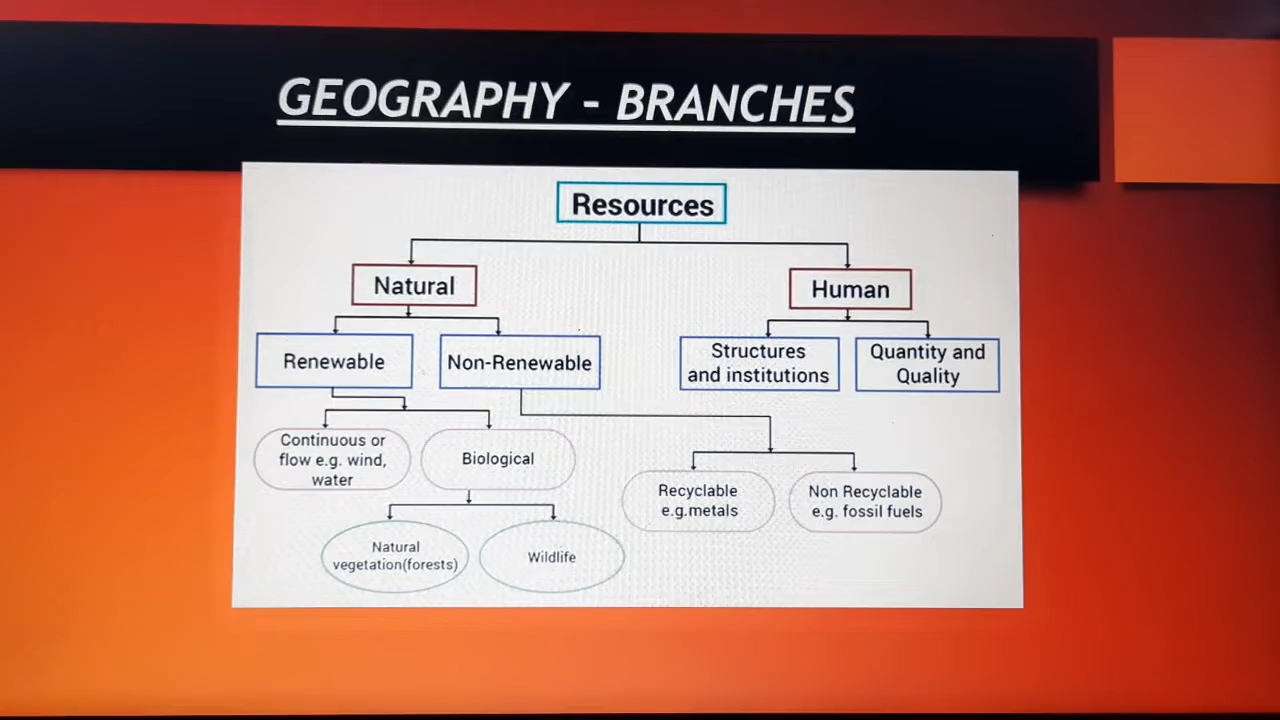 GEOGRAPHY - BRANCHES
Resources
Natural
Human
Renewable
Non-Renewable
Structures
and institutions
Quantity and
Quality
Continuous or
flow e.g. wind,
water
Biological
Recyclable
e.g.metals
Non Recyclable
e.g. fossil fuels
Natural
vegetation(forests)
Wildlife